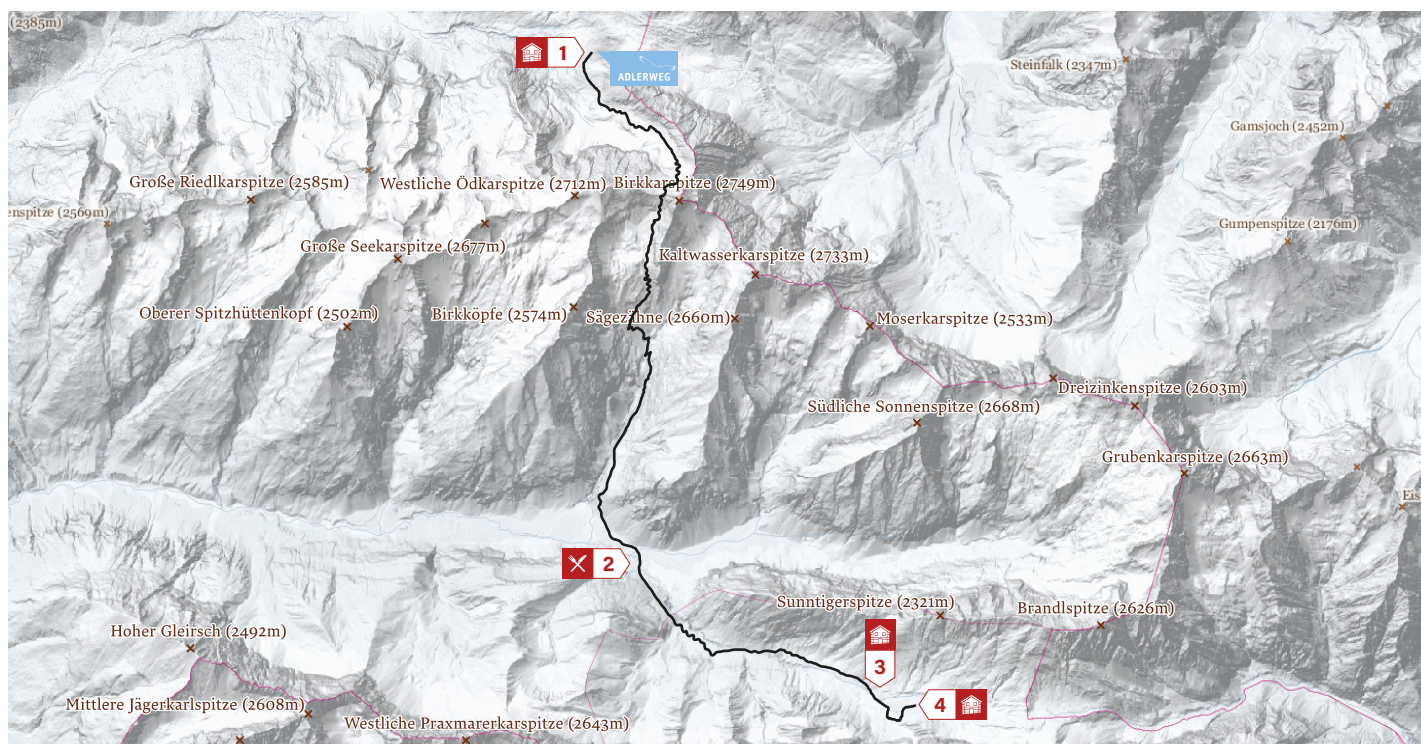 (2385m)
1
ADLERWEG
Steinfalk (2347m)
Gamsjoch (2452m)
Große Riedlkarspitze (2585m)
Westliche Ödkarspitze (2712m)
Birkkarspitze (2749m)
enspitze (2569m)
Gumpenspitze (2176m)
Große Seekarspitze (2677m)
Kaltwasserkarspitze (2733m)
Oberer Spitzhüttenkopf (2502m)
Birkköpfe (2574m)
Sägezähne (2660m)
Moserkarspitze (2533m)
Dreizinkenspitze (2603m)
Südliche Sonnenspitze (2668m)
Grubenkarspitze (2663m)
Eis
2
Sunntigerspitze (2321m)
Brandlspitze (2626m)
Hoher Gleirsch (2492m)
3
Mittlere Jägerkarlspitze (2608m)
4
Westliche Praxmarerkarspitze (2643m)